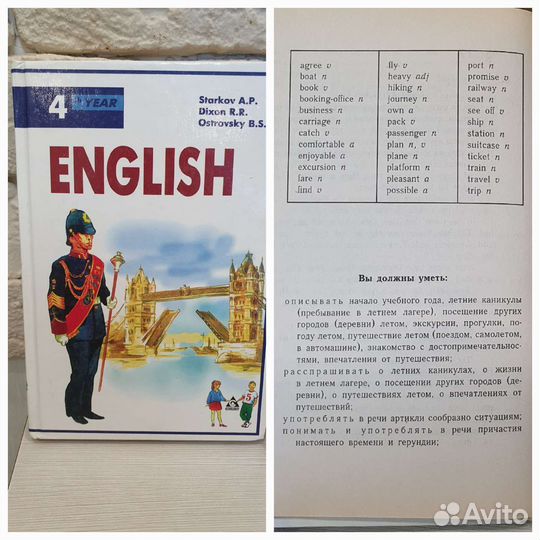 4
YEAR
Starkov A.P.
Dixon R.R.
Ostrovsky B.S.
ENGLISH
5
agree v
boat n
book v
booking-office n
business n
carriage n
catch v
comfortable a
enjoyable a
excursion n
fare n
find v
fly v
heavy adj
hiking n
journey n
own a
pack v
passenger n
plan n, v
plane n
platform n
pleasant a
possible a
port n
promise v
railway n
seat n
see off v
ship n
station n
suitcase n
ticket n
train n
travel v
trip n
Вы должны уметь:
описывать начало учебного года, летние каникулы
(пребывание в летнем лагере), посещение других
городов (деревни) летом, экскурсии, прогулки, по-
году летом, путешествие летом (поездом, самолетом,
в автомашине), знакомство с достопримечательнос-
тями, впечатления от путешествия;
расспрашивать о летних каникулах, о жизни
в летнем лагере, о посещении других городов (де-
ревни), о путешествиях летом, о впечатлениях от
путешествий;
употреблять в речи артикли сообразно ситуациям;
понимать и употреблять в речи причастия
настоящего времени и герундии;
Avito